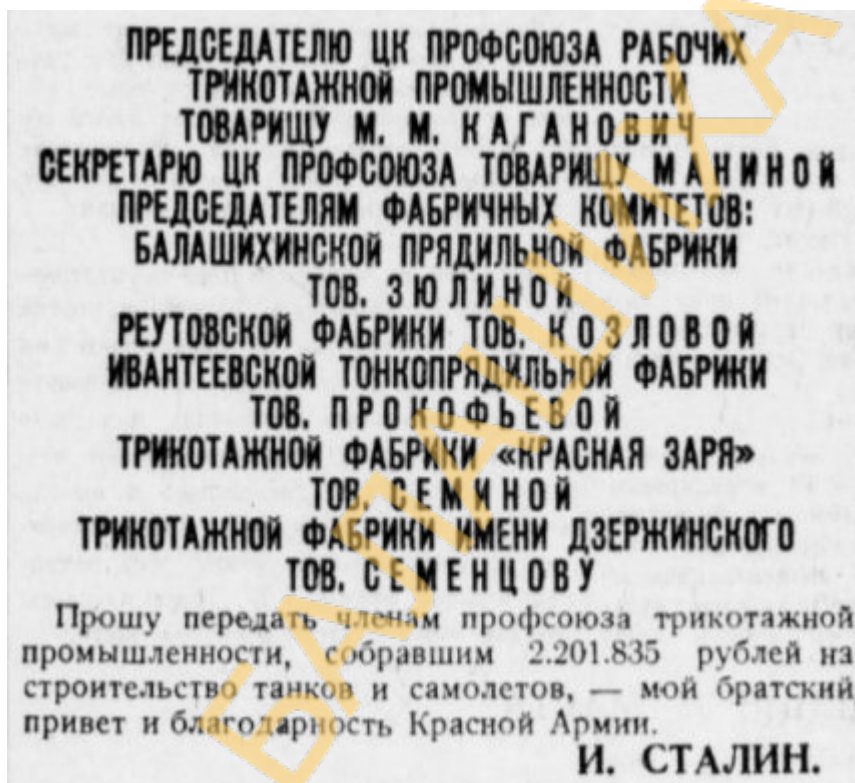 ПРЕДСЕДАТЕЛЮ ЦК ПРОФСОЮЗА РАБОЧИХ
ТРИКОТАЖНОЙ ПРОМЫШЛЕННОСТИ
ТОВАРИЩУ М. М. КАГАНОВИЧ
СЕКРЕТАРЮ ЦК ПРОФСОЮЗА ТОВАРИЩУ МАНИНОЙ
ПРЕДСЕДАТЕЛЯМ ФАБРИЧНЫХ КОМИТЕТОВ:
БАЛАШИХИНСКОЙ ПРЯДИЛЬНОЙ ФАБРИКИ
ТОВ. ЗЮЛИНОЙ
РЕУТОВСКОЙ ФАБРИКИ ТОВ. КОЗЛОВОЙ
ИВАНТЕЕВСКОЙ ТОНКОПРЯДИЛЬНОЙ ФАБРИКИ
ТОВ. ПРОКОФЬЕВОЙ
ТРИКОТАЖНОЙ ФАБРИКИ «КРАСНАЯ ЗАРЯ»
ТОВ. СЕМИНОЙ
ТРИКОТАЖНОЙ ФАБРИКИ ИМЕНИ ДЗЕРЖИНСКОГО
ТОВ. СЕМЕНЦОВУ
Прошу передать членам профсоюза трикотажной
промышленности, собравшим 2.201.835 рублей на
строительство танков и самолетов, — мой братский
привет и благодарность Красной Армии.
И. СТАЛИН.
БАЛАШИХА